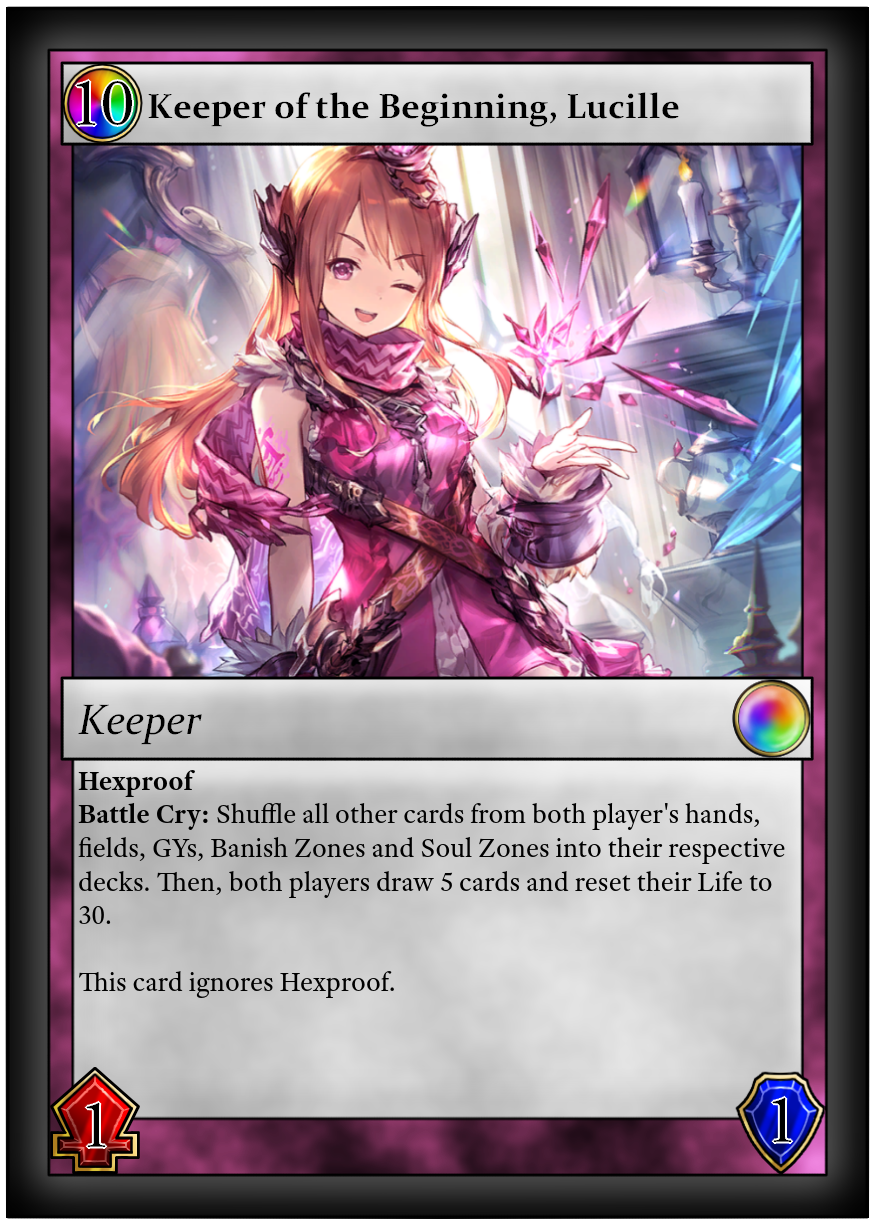 10 Keeper of the Beginning, Lucille
Keeper
Hexproof
Battle Cry: Shuffle all other cards from both player's hands,
fields, GYs, Banish Zones and Soul Zones into their respective
decks. Then, both players draw 5 cards and reset their Life to
30.
This card ignores Hexproof.
1
1